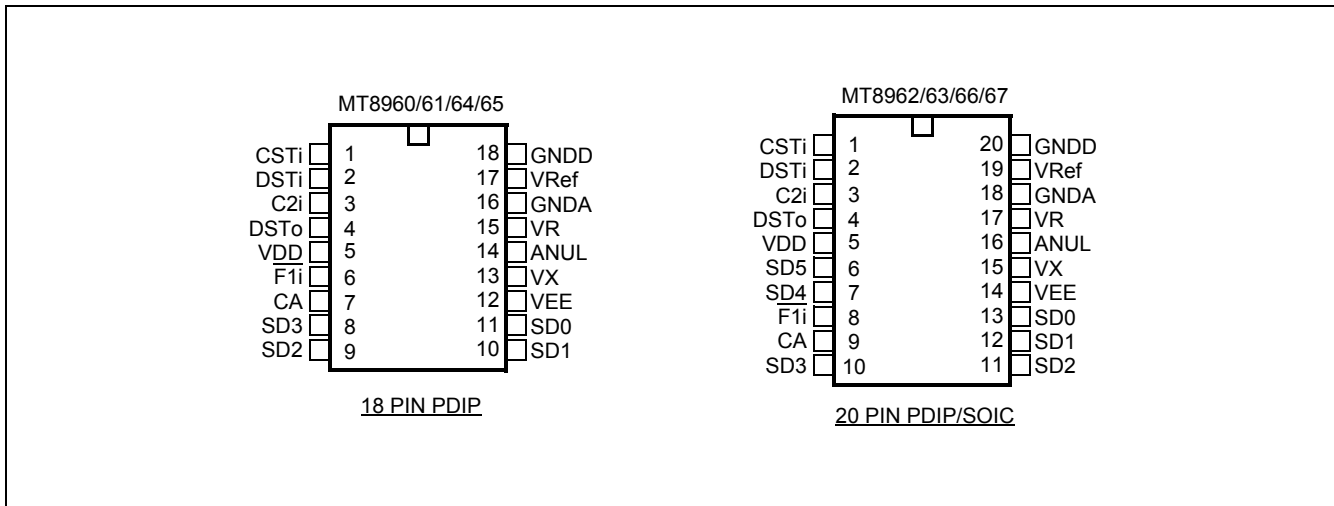 MT8960/61/64/65
CSTi 1 18 GNDD
DSTi 2 17 VRef
C2i 3 16 GNDA
DSTo 4 15 VR
VDD 5 14 ANUL
F1i 6 13 VX
CA 7 12 VEE
SD3 8 11 SD0
SD2 9 10 SD1
18 PIN PDIP
MT8962/63/66/67
CSTi 1 20 GNDD
DSTi 2 19 VRef
C2i 3 18 GNDA
DSTo 4 17 VR
VDD 5 16 ANUL
SD5 6 15 VX
SD4 7 14 VEE
F1i 8 13 SD0
CA 9 12 SD1
SD3 10 11 SD2
20 PIN PDIP/SOIC